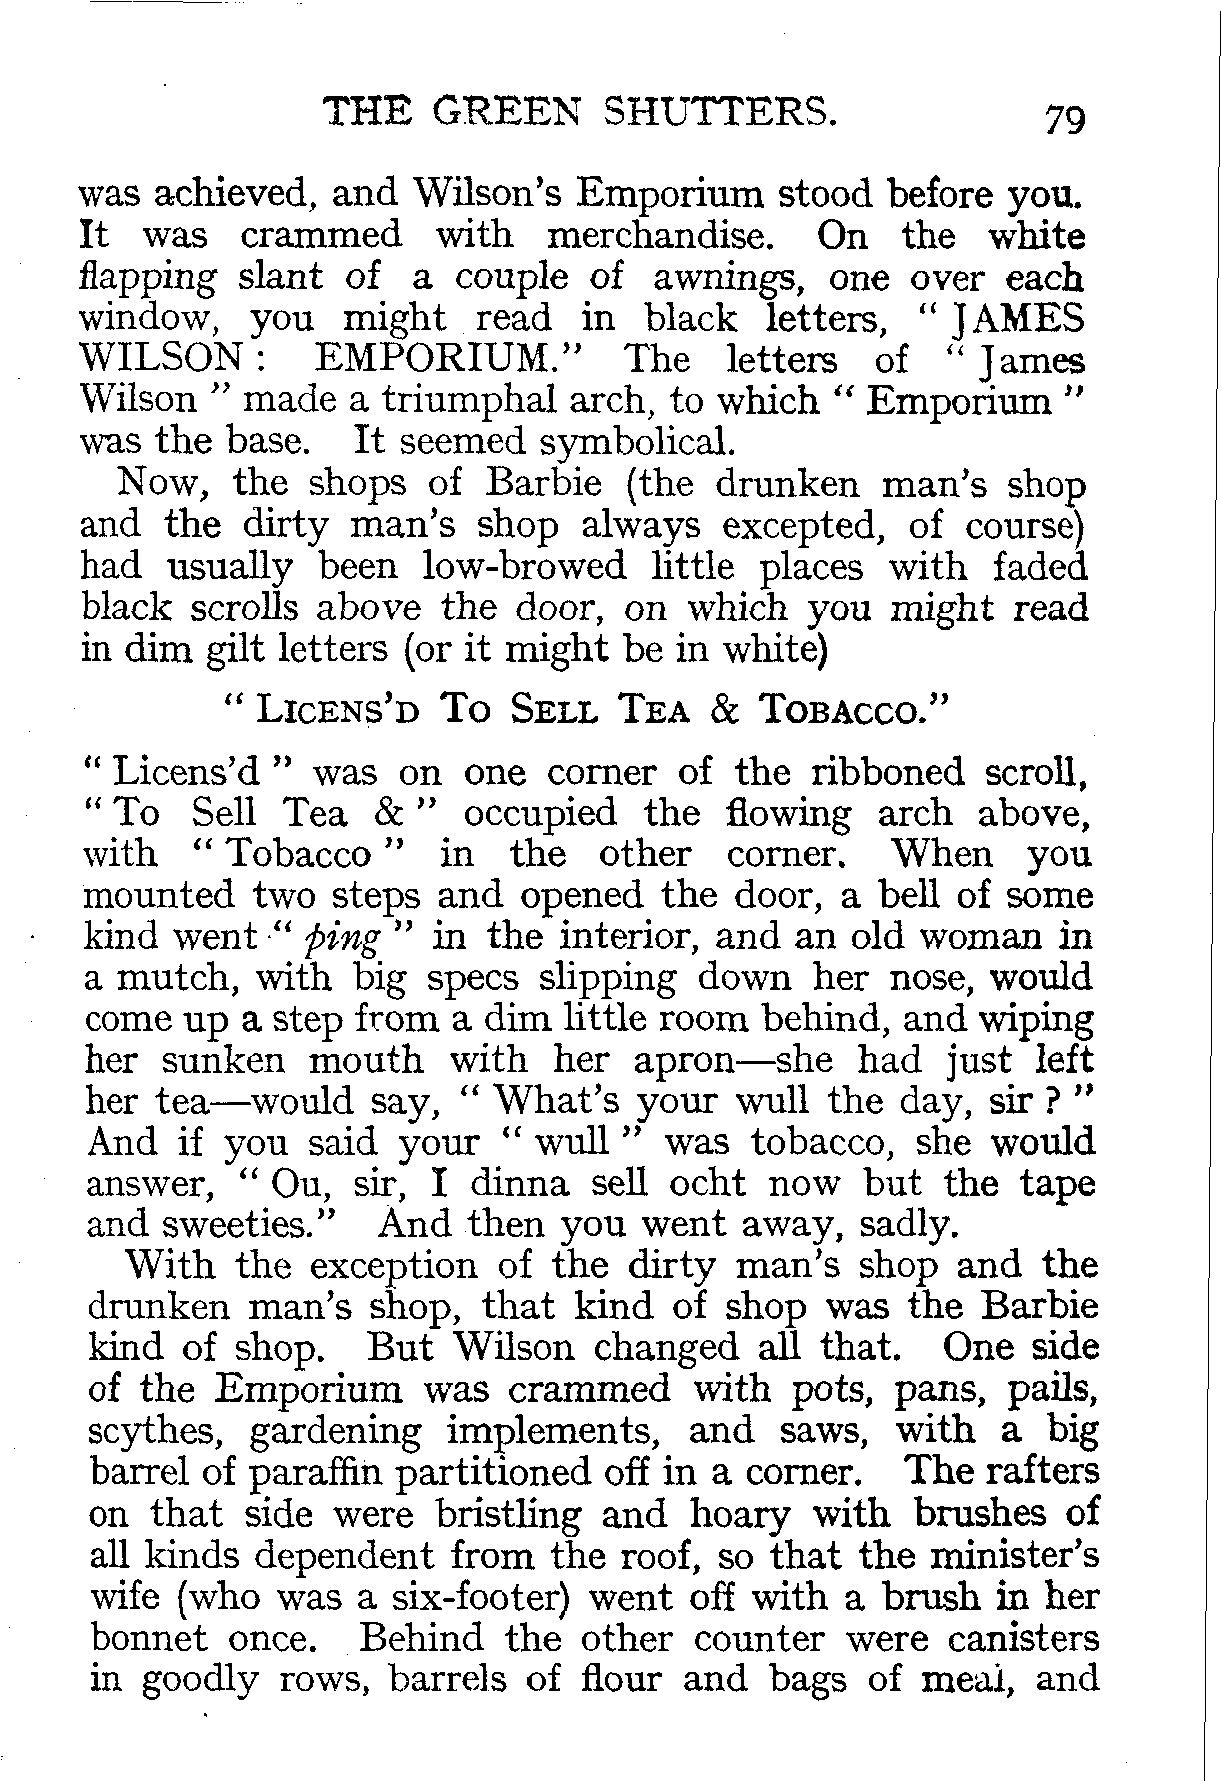 THE GREEN SHUTTERS. 79
was achieved, and Wilson's Emporium stood before you.
It was crammed with merchandise. On the white
flapping slant of a couple of awnings, one over each
window, you might read in black letters, “ JAMES
WILSON : EMPORIUM.” The letters of “ James
Wilson ” made a triumphal arch, to which “ Emporium ”
was the base. It seemed symbolical.
Now, the shops of Barbie (the drunken man's shop
and the dirty man's shop always excepted, of course)
had usually been low-browed little places with faded
black scrolls above the door, on which you might read
in dim gilt letters (or it might be in white)
“ LICENS'D TO SELL TEA & TOBACCO.”
“ Licens'd ” was on one corner of the ribboned scroll,
“ To Sell Tea & ” occupied the flowing arch above,
with “ Tobacco ” in the other corner. When you
mounted two steps and opened the door, a bell of some
kind went “ ping ” in the interior, and an old woman in
a mutch, with big specs slipping down her nose, would
come up a step from a dim little room behind, and wiping
her sunken mouth with her apron—she had just left
her tea—would say, “ What's your wull the day, sir ? ”
And if you said your “ wull ” was tobacco, she would
answer, “ Ou, sir, I dinna sell ocht now but the tape
and sweeties.” And then you went away, sadly.
With the exception of the dirty man's shop and the
drunken man's shop, that kind of shop was the Barbie
kind of shop. But Wilson changed all that. One side
of the Emporium was crammed with pots, pans, pails,
scythes, gardening implements, and saws, with a big
barrel of paraffin partitioned off in a corner. The rafters
on that side were bristling and hoary with brushes of
all kinds dependent from the roof, so that the minister's
wife (who was a six-footer) went off with a brush in her
bonnet once. Behind the other counter were canisters
in goodly rows, barrels of flour and bags of meal, and